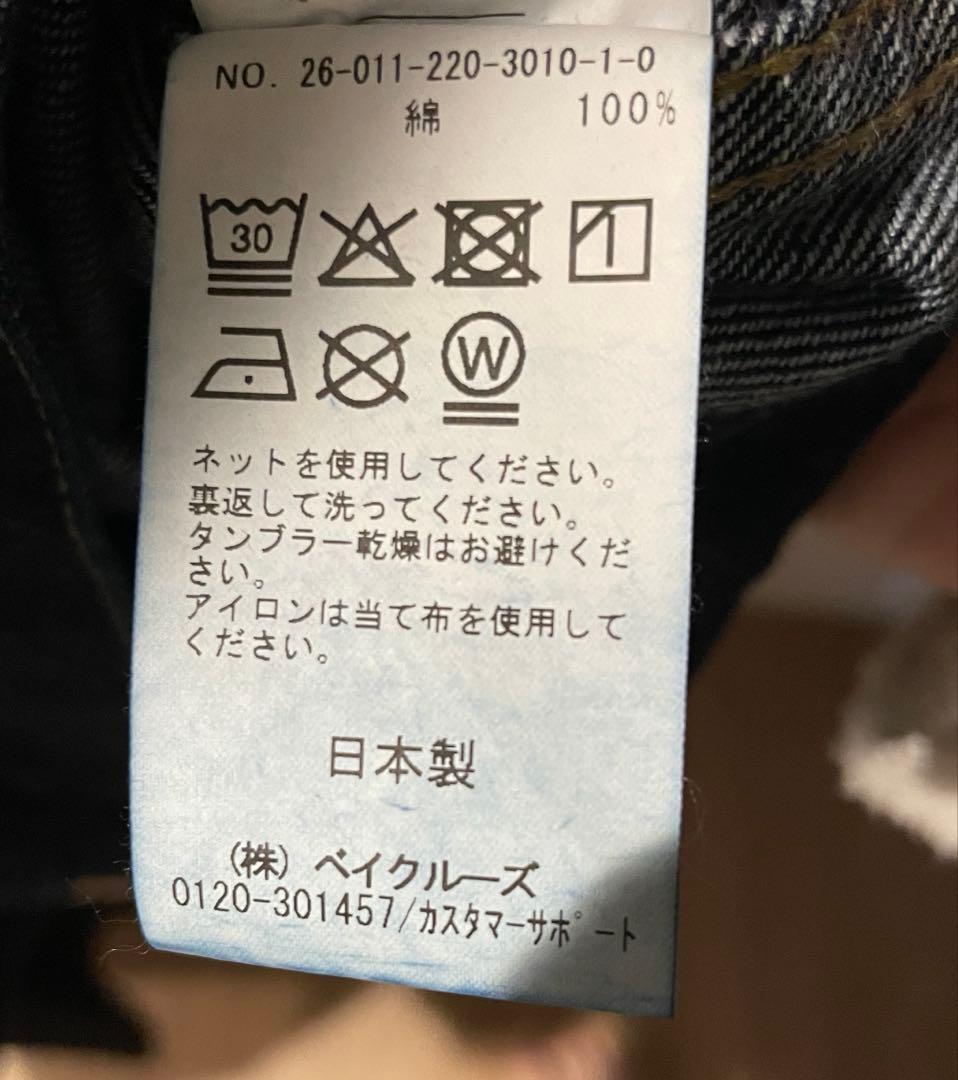 NO. 26-011-220-3010-1-0
綿 100%
30
W
ネットを使用してください。
裏返して洗ってください。
タンブラー乾燥はお避けくだ
さい。
アイロンは当て布を使用して
ください。
日本製
(株) ベイクルーズ
0120-301457/カスタマーサポート